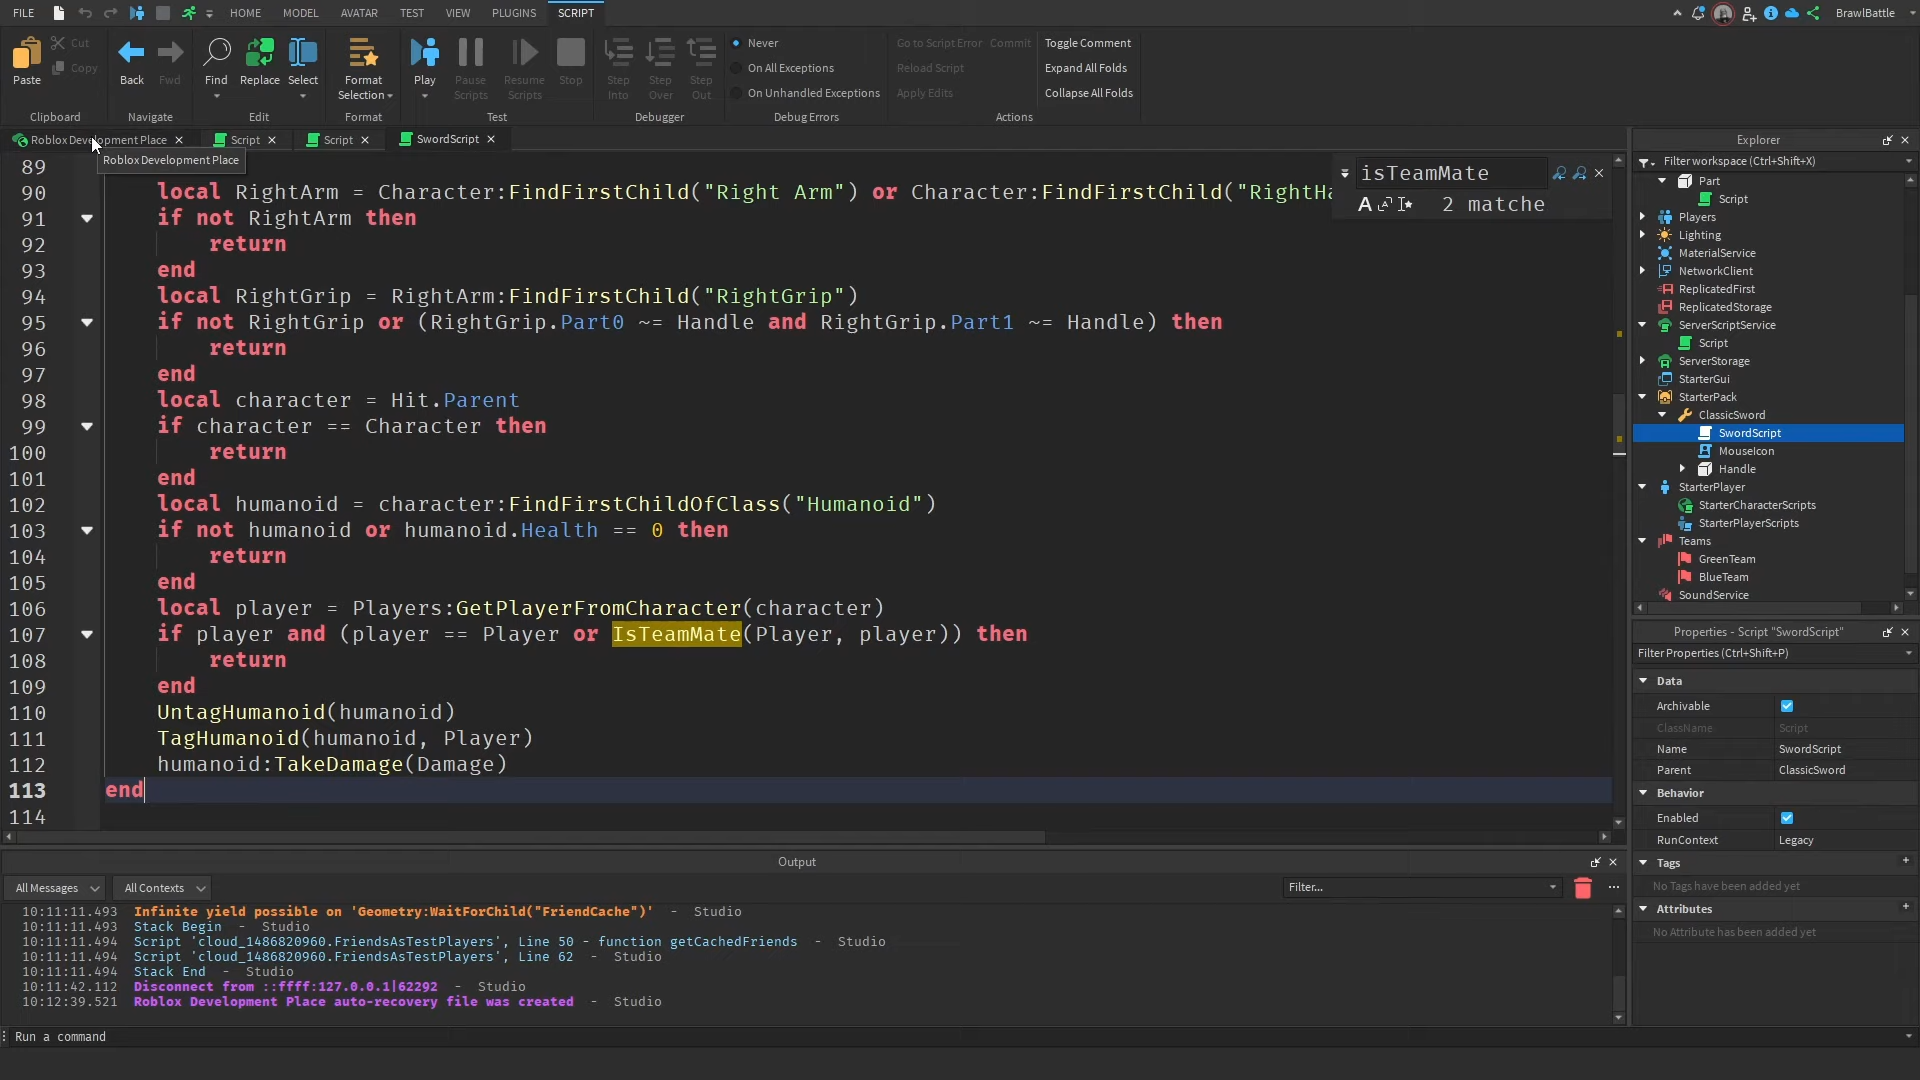 FILE HOME MODEL AVATAR TEST VIEW PLUGINS SCRIPT BrawlBattle
Paste Cut Copy Back Fwd Find Replace Select Format Selection Play Pause Scripts Resume Scripts Stop Step Into Step Over Step Out
Never On All Exceptions On Unhandled Exceptions
Go to Script Error Commit Reload Script Apply Edits
Toggle Comment Expand All Folds Collapse All Folds
Clipboard Navigate Edit Format Test Debugger Debug Errors Actions
Roblox Development Place Script Script SwordScript
Roblox Development Place
isTeamMate
2 matche
89
90 local RightArm = Character:FindFirstChild("Right Arm") or Character:FindFirstChild("RightHa
91 if not RightArm then
92 return
93 end
94 local RightGrip = RightArm:FindFirstChild("RightGrip")
95 if not RightGrip or (RightGrip.Part0 ~= Handle and RightGrip.Part1 ~= Handle) then
96 return
97 end
98 local character = Hit.Parent
99 if character == Character then
100 return
101 end
102 local humanoid = character:FindFirstChildOfClass("Humanoid")
103 if not humanoid or humanoid.Health == 0 then
104 return
105 end
106 local player = Players:GetPlayerFromCharacter(character)
107 if player and (player == Player or IsTeamMate(Player, player)) then
108 return
109 end
110 UntagHumanoid(humanoid)
111 TagHumanoid(humanoid, Player)
112 humanoid:TakeDamage(Damage)
113 end
114
Output
All Messages All Contexts Filter... ...
10:11:11.493 Infinite yield possible on 'Geometry:WaitForChild("FriendCache")' - Studio
10:11:11.493 Stack Begin - Studio
10:11:11.494 Script 'cloud_1486820960.FriendsAsTestPlayers', Line 50 - function getCachedFriends - Studio
10:11:11.494 Script 'cloud_1486820960.FriendsAsTestPlayers', Line 62 - Studio
10:11:11.494 Stack End - Studio
10:11:42.112 Disconnect from ::ffff:127.0.0.1|62292 - Studio
10:12:39.521 Roblox Development Place auto-recovery file was created - Studio
Run a command
Explorer
Filter workspace (Ctrl+Shift+X)
Part
Script
Players
Lighting
MaterialService
NetworkClient
ReplicatedFirst
ReplicatedStorage
ServerScriptService
Script
ServerStorage
StarterGui
StarterPack
ClassicSword
SwordScript
MouseIcon
Handle
StarterPlayer
StarterCharacterScripts
StarterPlayerScripts
Teams
GreenTeam
BlueTeam
SoundService
Properties - Script "SwordScript"
Filter Properties (Ctrl+Shift+P)
Data
Archivable
ClassName Script
Name SwordScript
Parent ClassicSword
Behavior
Enabled
RunContext Legacy
Tags +
No Tags have been added yet
Attributes +
No Attribute has been added yet